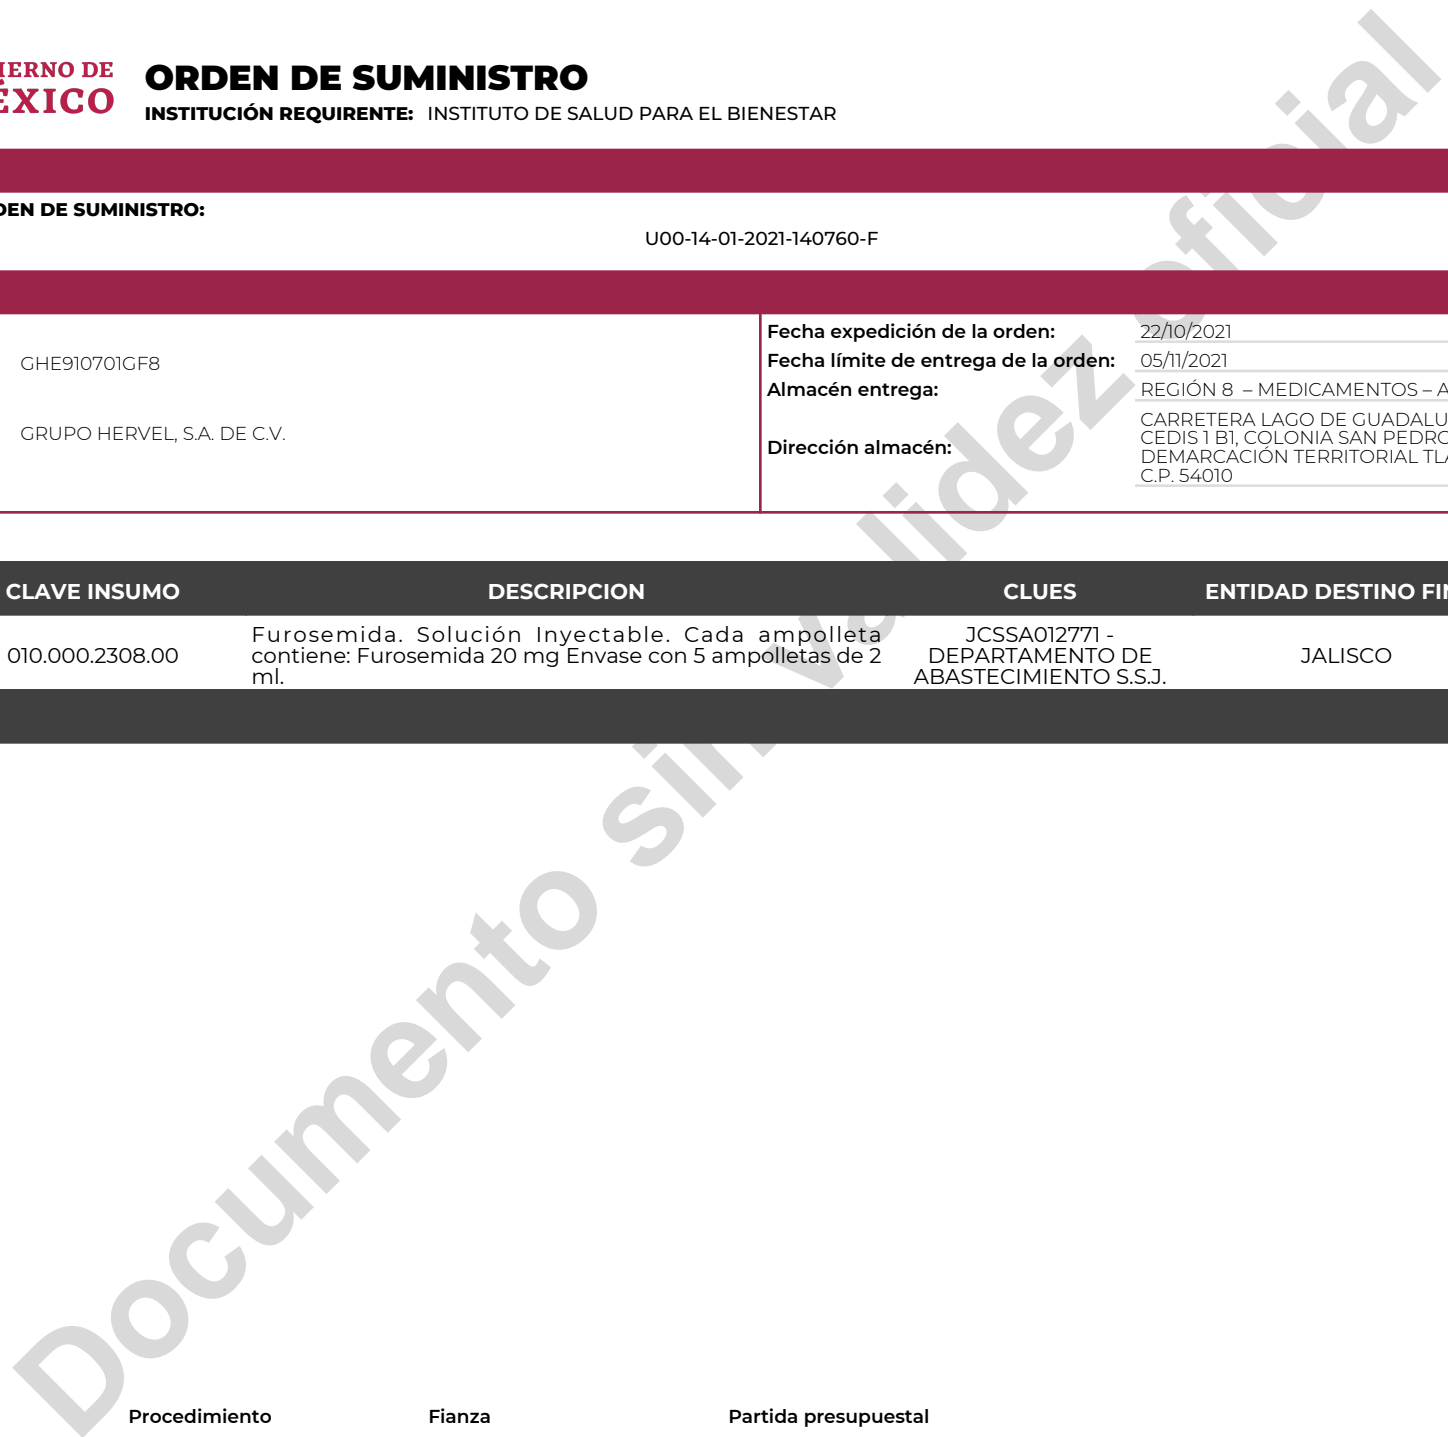 IERNO DE
ÉXICO
ORDEN DE SUMINISTRO
INSTITUCIÓN REQUIRENTE: INSTITUTO DE SALUD PARA EL BIENESTAR
DEN DE SUMINISTRO:
U00-14-01-2021-140760-F
GHE910701GF8
GRUPO HERVEL, S.A. DE C.V.
Fecha expedición de la orden: 22/10/2021
Fecha límite de entrega de la orden: 05/11/2021
Almacén entrega: REGIÓN 8 – MEDICAMENTOS – A
Dirección almacén:
CARRETERA LAGO DE GUADALU
CEDIS 1 B1, COLONIA SAN PEDRO
DEMARCACIÓN TERRITORIAL TLA
C.P. 54010
CLAVE INSUMO DESCRIPCION CLUES ENTIDAD DESTINO FIN
010.000.2308.00
Furosemida. Solución Inyectable. Cada ampolleta
contiene: Furosemida 20 mg Envase con 5 ampolletas de 2
ml.
JCSSA012771 -
DEPARTAMENTO DE
ABASTECIMIENTO S.S.J.
JALISCO
Documento sin validez oficial
Procedimiento Fianza Partida presupuestal